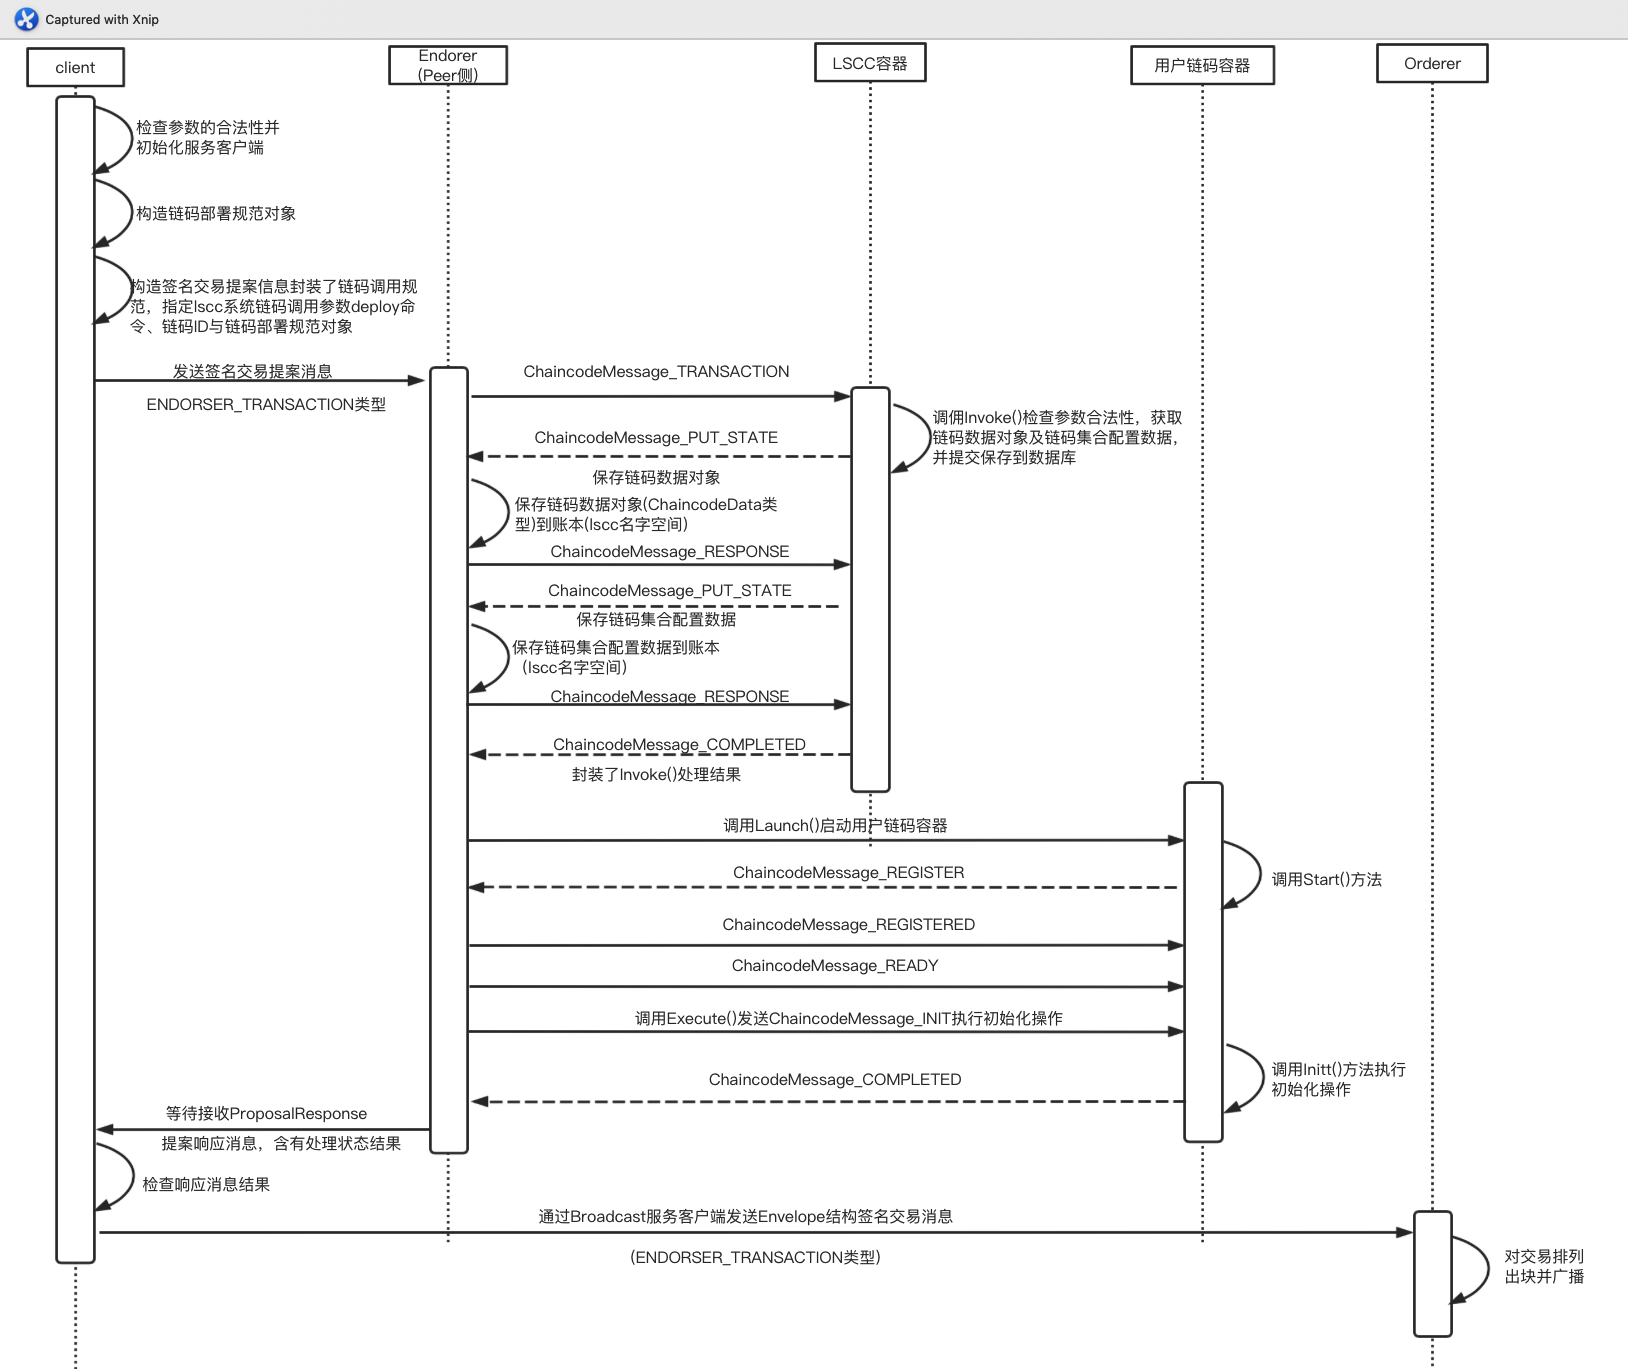 Captured with Xnip
client
Endorer
(Peer侧)
LSCC容器
用户链码容器
Orderer
检查参数的合法性并
初始化服务客户端
构造链码部署规范对象
构造签名交易提案信息封装了链码调用规
范，指定lscc系统链码调用参数deploy命
令、链码ID与链码部署规范对象
发送签名交易提案消息
ENDORSER_TRANSACTION类型
ChaincodeMessage_TRANSACTION
调佣Invoke()检查参数合法性，获取
链码数据对象及链码集合配置数据，
并提交保存到数据库
ChaincodeMessage_PUT_STATE
保存链码数据对象
保存链码数据对象(ChaincodeData类
型)到账本(lscc名字空间)
ChaincodeMessage_RESPONSE
ChaincodeMessage_PUT_STATE
保存链码集合配置数据
保存链码集合配置数据到账本
（lscc名字空间）
ChaincodeMessage_RESPONSE
ChaincodeMessage_COMPLETED
封装了Invoke()处理结果
调用Launch()启动用户链码容器
ChaincodeMessage_REGISTER
调用Start()方法
ChaincodeMessage_REGISTERED
ChaincodeMessage_READY
调用Execute()发送ChaincodeMessage_INIT执行初始化操作
调用Initt()方法执行
初始化操作
ChaincodeMessage_COMPLETED
等待接收ProposalResponse
提案响应消息，含有处理状态结果
检查响应消息结果
通过Broadcast服务客户端发送Envelope结构签名交易消息
(ENDORSER_TRANSACTION类型)
对交易排列
出块并广播